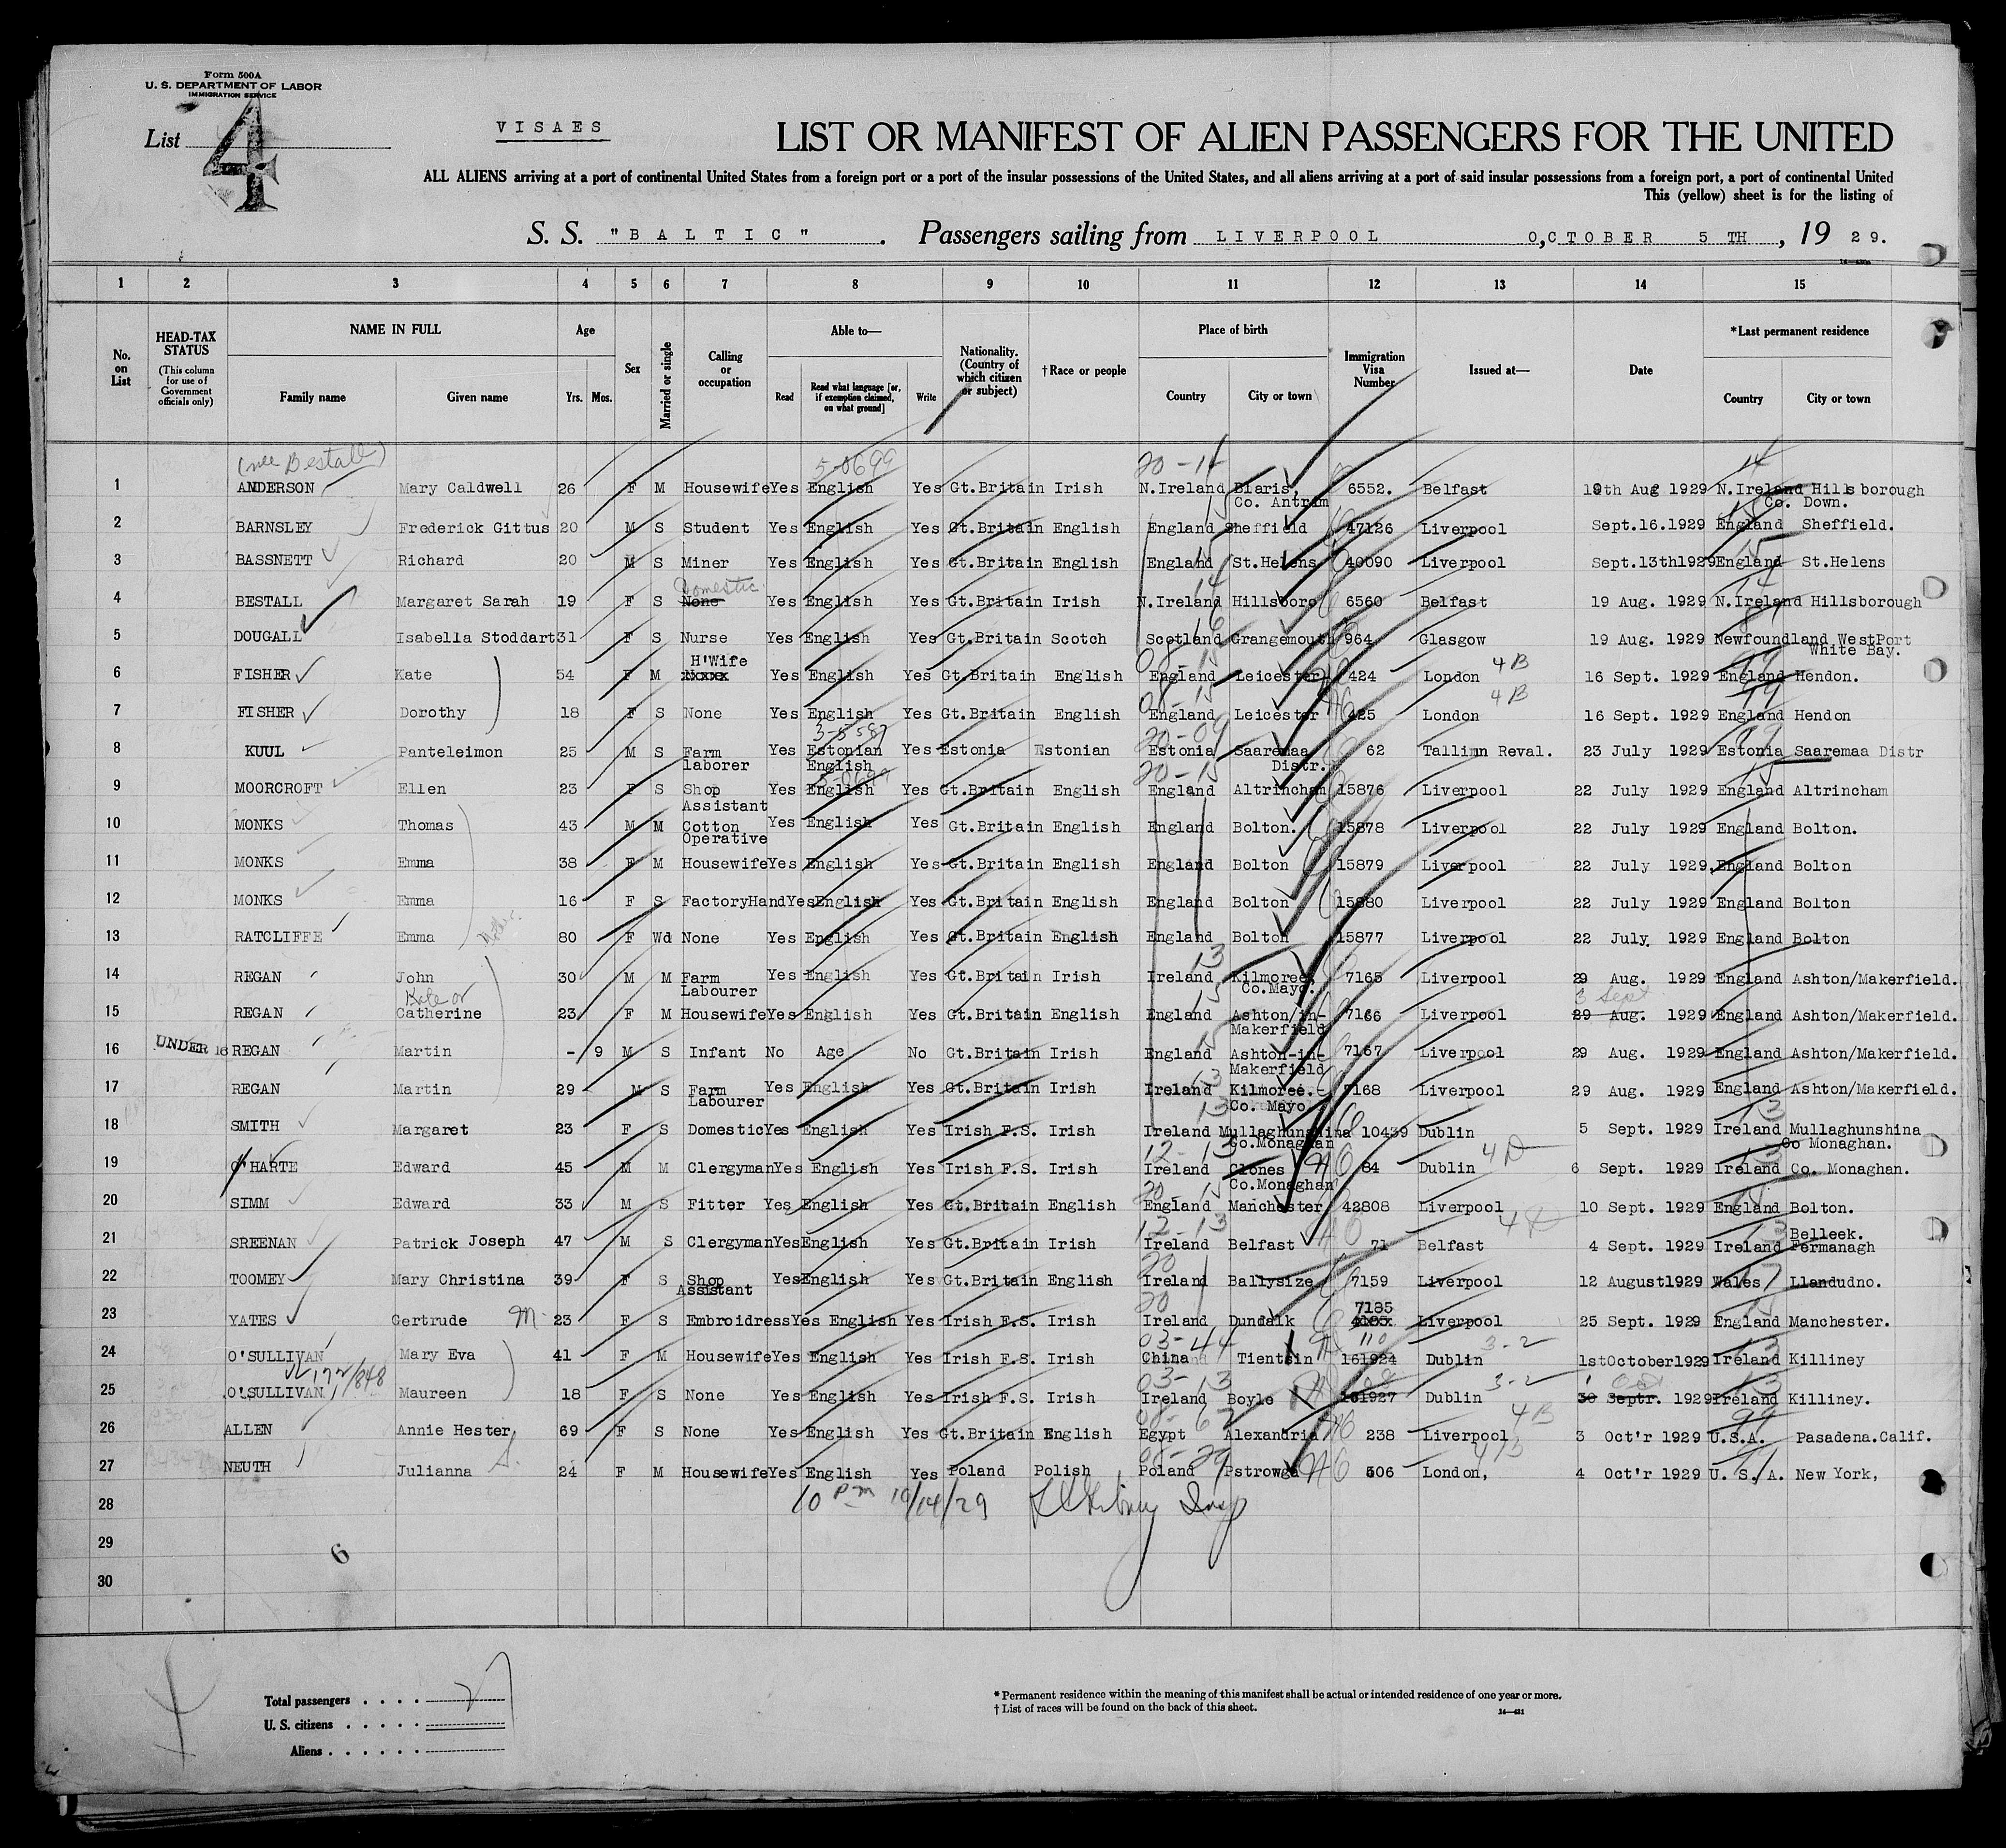 Form 500A
U. S. DEPARTMENT OF LABOR
IMMIGRATION SERVICE
List 4
VISAES
LIST OR MANIFEST OF ALIEN PASSENGERS FOR THE UNITED
ALL ALIENS arriving at a port of continental United States from a foreign port or a port of the insular possessions of the United States, and all aliens arriving at a port of said insular possessions from a foreign port, a port of continental United
This (yellow) sheet is for the listing of
S. S. "BALTIC" . Passengers sailing from LIVERPOOL OCTOBER 5 TH , 19 29.
1 2 3 4 5 6 7 8 9 10 11 12 13 14 15
No. on List
HEAD-TAX STATUS
(This column for use of Government officials only)
NAME IN FULL
Family name Given name
Age
Yrs. Mos.
Sex
Married or single
Calling or occupation
Able to—
Read Read what language [or, if exemption claimed, on what ground] Write
Nationality. (Country of which citizen or subject)
†Race or people
Place of birth
Country City or town
Immigration Visa Number
Issued at—
Date
*Last permanent residence
Country City or town
(nee Bestall) 5-0699 20-14 14
1 ANDERSON Mary Caldwell 26 F M Housewife Yes English Yes Gt.Britain Irish N.Ireland Blaris, Co. Antrim 6552. Belfast 19th Aug 1929 N.Ireland Hillsborough Co. Down.
2 BARNSLEY Frederick Gittus 20 M S Student Yes English Yes Gt.Britain English England Sheffield 47126 Liverpool Sept.16.1929 England Sheffield.
3 BASSNETT Richard 20 M S Miner Yes English Yes Gt.Britain English England St.Helens 40090 Liverpool Sept.13th1929 England St.Helens
4 BESTALL Margaret Sarah 19 F S None Domestic Yes English Yes Gt.Britain Irish N.Ireland Hillsboro 6560 Belfast 19 Aug. 1929 N.Ireland Hillsborough
5 DOUGALL Isabella Stoddart 31 F S Nurse Yes English Yes Gt.Britain Scotch Scotland Grangemouth 964 Glasgow 19 Aug. 1929 Newfoundland WestPort White Bay.
6 FISHER Kate 54 F M H'Wife Yes English Yes Gt.Britain English England Leicester 424 London 4B 16 Sept. 1929 England Hendon.
7 FISHER Dorothy 18 F S None Yes English Yes Gt.Britain English England Leicester 425 London 4B 16 Sept. 1929 England Hendon
8 KUUL Panteleimon 25 M S Farm laborer Yes Estonian English Yes Estonia Estonian Estonia Saaremaa Distr. 62 Tallinn Reval. 23 July 1929 Estonia Saaremaa Distr
9 MOORCROFT Ellen 23 F S Shop Assistant Yes English Yes Gt.Britain English England Altrincham 15876 Liverpool 22 July 1929 England Altrincham
10 MONKS Thomas 43 M M Cotton Operative Yes English Yes Gt.Britain English England Bolton. 15878 Liverpool 22 July 1929 England Bolton.
11 MONKS Emma 38 F M Housewife Yes English Yes Gt.Britain English England Bolton 15879 Liverpool 22 July 1929 England Bolton
12 MONKS Emma 16 F S FactoryHand Yes English Yes Gt.Britain English England Bolton 15880 Liverpool 22 July 1929 England Bolton
13 RATCLIFFE Emma 80 F Wd None Yes English Yes Gt.Britain English England Bolton 15877 Liverpool 22 July 1929 England Bolton
14 REGAN John 30 M M Farm Labourer Yes English Yes Gt.Britain Irish Ireland Kilmoree, Co.Mayo. 7165 Liverpool 29 Aug. 1929 England Ashton/Makerfield.
15 REGAN Kate or Catherine 23 F M Housewife Yes English Yes Gt.Britain English England Ashton/in-Makerfield 7166 Liverpool 29 Aug. 3 Sept 1929 England Ashton/Makerfield.
16 UNDER 16 REGAN Martin - 9 M S Infant No Age No Gt.Britain Irish England Ashton-in-Makerfield 7167 Liverpool 29 Aug. 1929 England Ashton/Makerfield.
17 REGAN Martin 29 M S Farm Labourer Yes English Yes Gt.Britain Irish Ireland Kilmoree. Co. Mayo 7168 Liverpool 29 Aug. 1929 England Ashton/Makerfield.
18 SMITH Margaret 23 F S Domestic Yes English Yes Irish F.S. Irish Ireland Mullaghunshina Co.Monaghan 10439 Dublin 5 Sept. 1929 Ireland Mullaghunshina Co Monaghan.
19 O'HARTE Edward 45 M M Clergyman Yes English Yes Irish F.S. Irish Ireland Clones Co.Monaghan 84 Dublin 4D 6 Sept. 1929 Ireland Co. Monaghan.
20 SIMM Edward 33 M S Fitter Yes English Yes Gt.Britain English England Manchester 42808 Liverpool 10 Sept. 1929 England Bolton.
21 SREENAN Patrick Joseph 47 M S Clergyman Yes English Yes Gt.Britain Irish Ireland Belfast 71 Belfast 4D 4 Sept. 1929 Ireland Belleek. Fermanagh
22 TOOMEY Mary Christina 39 F S Shop Assistant Yes English Yes Gt.Britain English Ireland Ballysize 7159 Liverpool 12 August1929 Wales Llandudno.
23 YATES Gertrude M. 23 F S Embroidress Yes English Yes Irish F.S. Irish Ireland Dundalk 7185 Liverpool 25 Sept. 1929 England Manchester.
24 O'SULLIVAN Mary Eva 41 F M Housewife Yes English Yes Irish F.S. Irish China Tientsin 110 161924 Dublin 3-2 1stOctober1929 Ireland Killiney
25 O'SULLIVAN Maureen 18 F S None Yes English Yes Irish F.S. Irish Ireland Boyle 161927 Dublin 3-2 30 Septr. 1929 Ireland Killiney.
26 ALLEN Annie Hester 69 F S None Yes English Yes Gt.Britain English Egypt Alexandria 238 Liverpool 4B 3 Oct'r 1929 U.S.A. Pasadena.Calif.
27 NEUTH Julianna S. 24 F M Housewife Yes English Yes Poland Polish Poland Pstrowga 506 London, 4B 4 Oct'r 1929 U. S. A. New York,
28 10 pm 10/14/29
29
30
6
Total passengers . . . . 27
U. S. citizens . . . . .
Aliens . . . . . .
* Permanent residence within the meaning of this manifest shall be actual or intended residence of one year or more.
† List of races will be found on the back of this sheet.
14—431